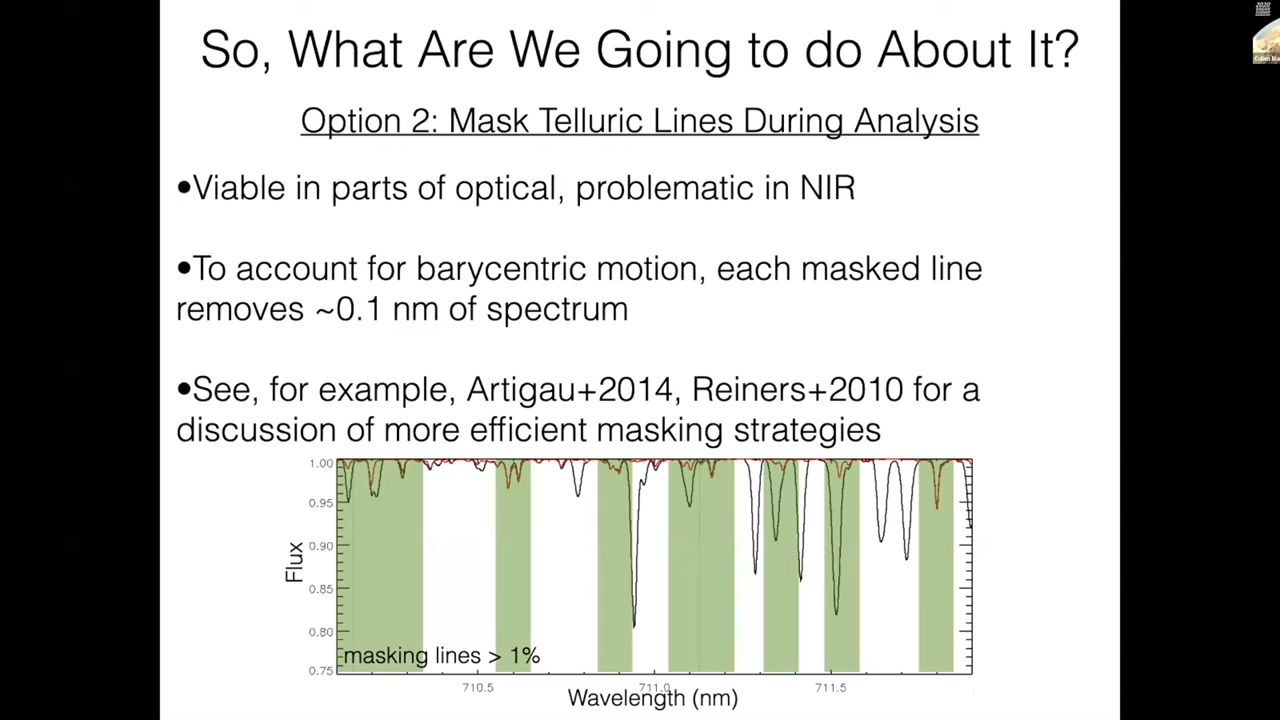 So, What Are We Going to do About It?
Option 2: Mask Telluric Lines During Analysis
•Viable in parts of optical, problematic in NIR
•To account for barycentric motion, each masked line
removes ~0.1 nm of spectrum
•See, for example, Artigau+2014, Reiners+2010 for a
discussion of more efficient masking strategies
1.00
0.95
0.90
0.85
0.80
0.75
Flux
masking lines > 1%
710.5
711.0
711.5
Wavelength (nm)